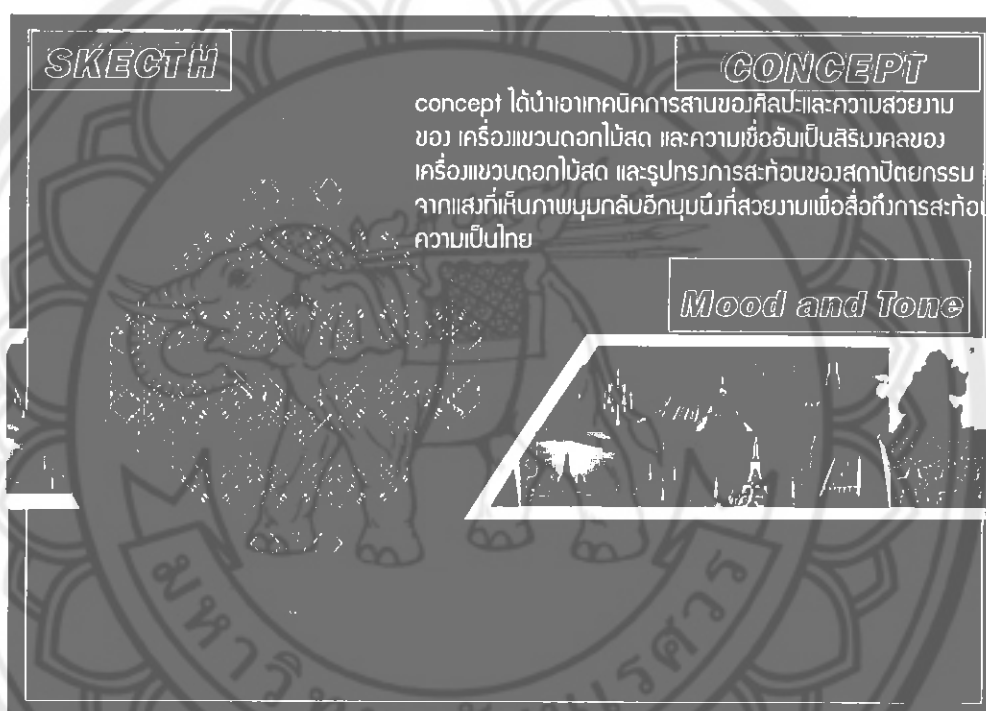 SKECTH
CONCEPT
concept ได้นำเอาเทคนิคการสานของศิลปะและความสวยงาม
ของ เครื่องแขวนดอกไม้สด และความเชื่ออันเป็นสิริมงคลของ
เครื่องแขวนดอกไม้สด และรูปทรงการสะท้อนของสถาปัตยกรรม
จากแสงที่เห็นภาพมุมกลับอีกมุมนึงที่สวยงามเพื่อสื่อถึงการสะท้อน
ความเป็นไทย
Mood and Tone